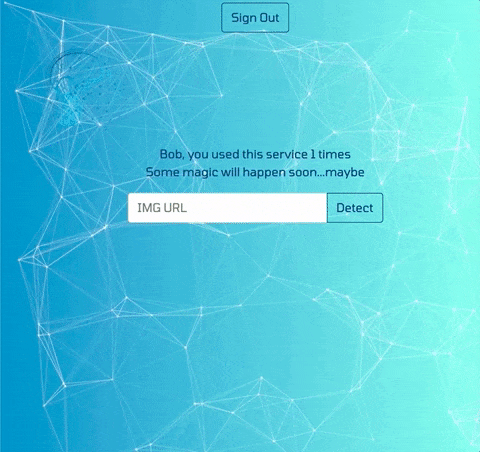 Sign Out
Bob, you used this service 1 times
Some magic will happen soon...maybe
IMG URL
Detect